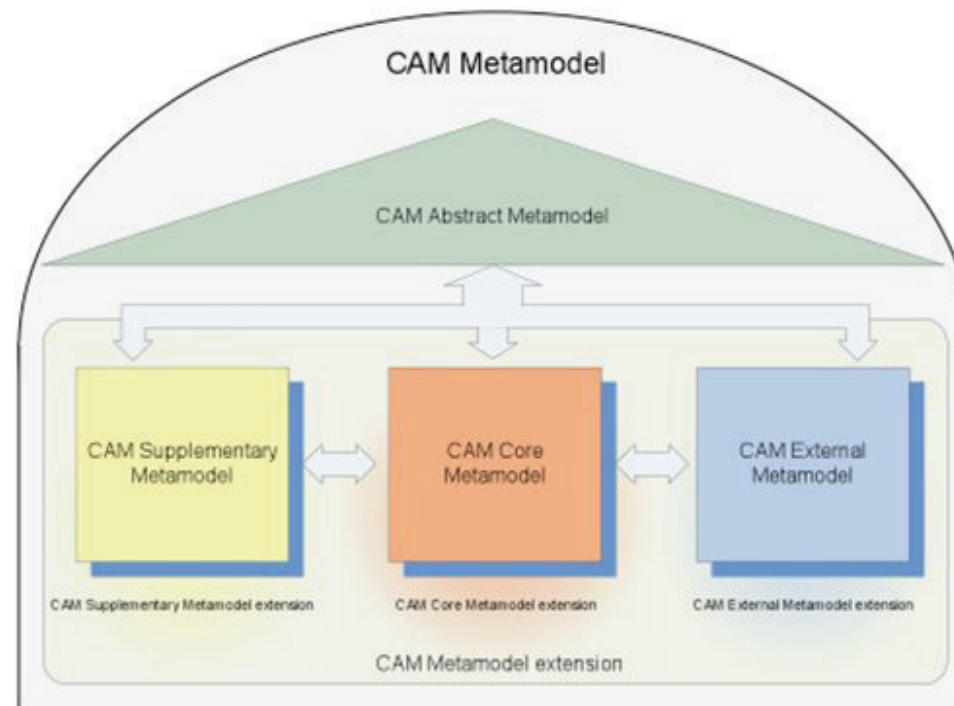 CAM Metamodel
CAM Abstract Metamodel
CAM Supplementary
Metamodel
CAM Core
Metamodel
CAM External
Metamodel
CAM Supplementary Metamodel extension
CAM Core Metamodel extension
CAM External Metamodel extension
CAM Metamodel extension